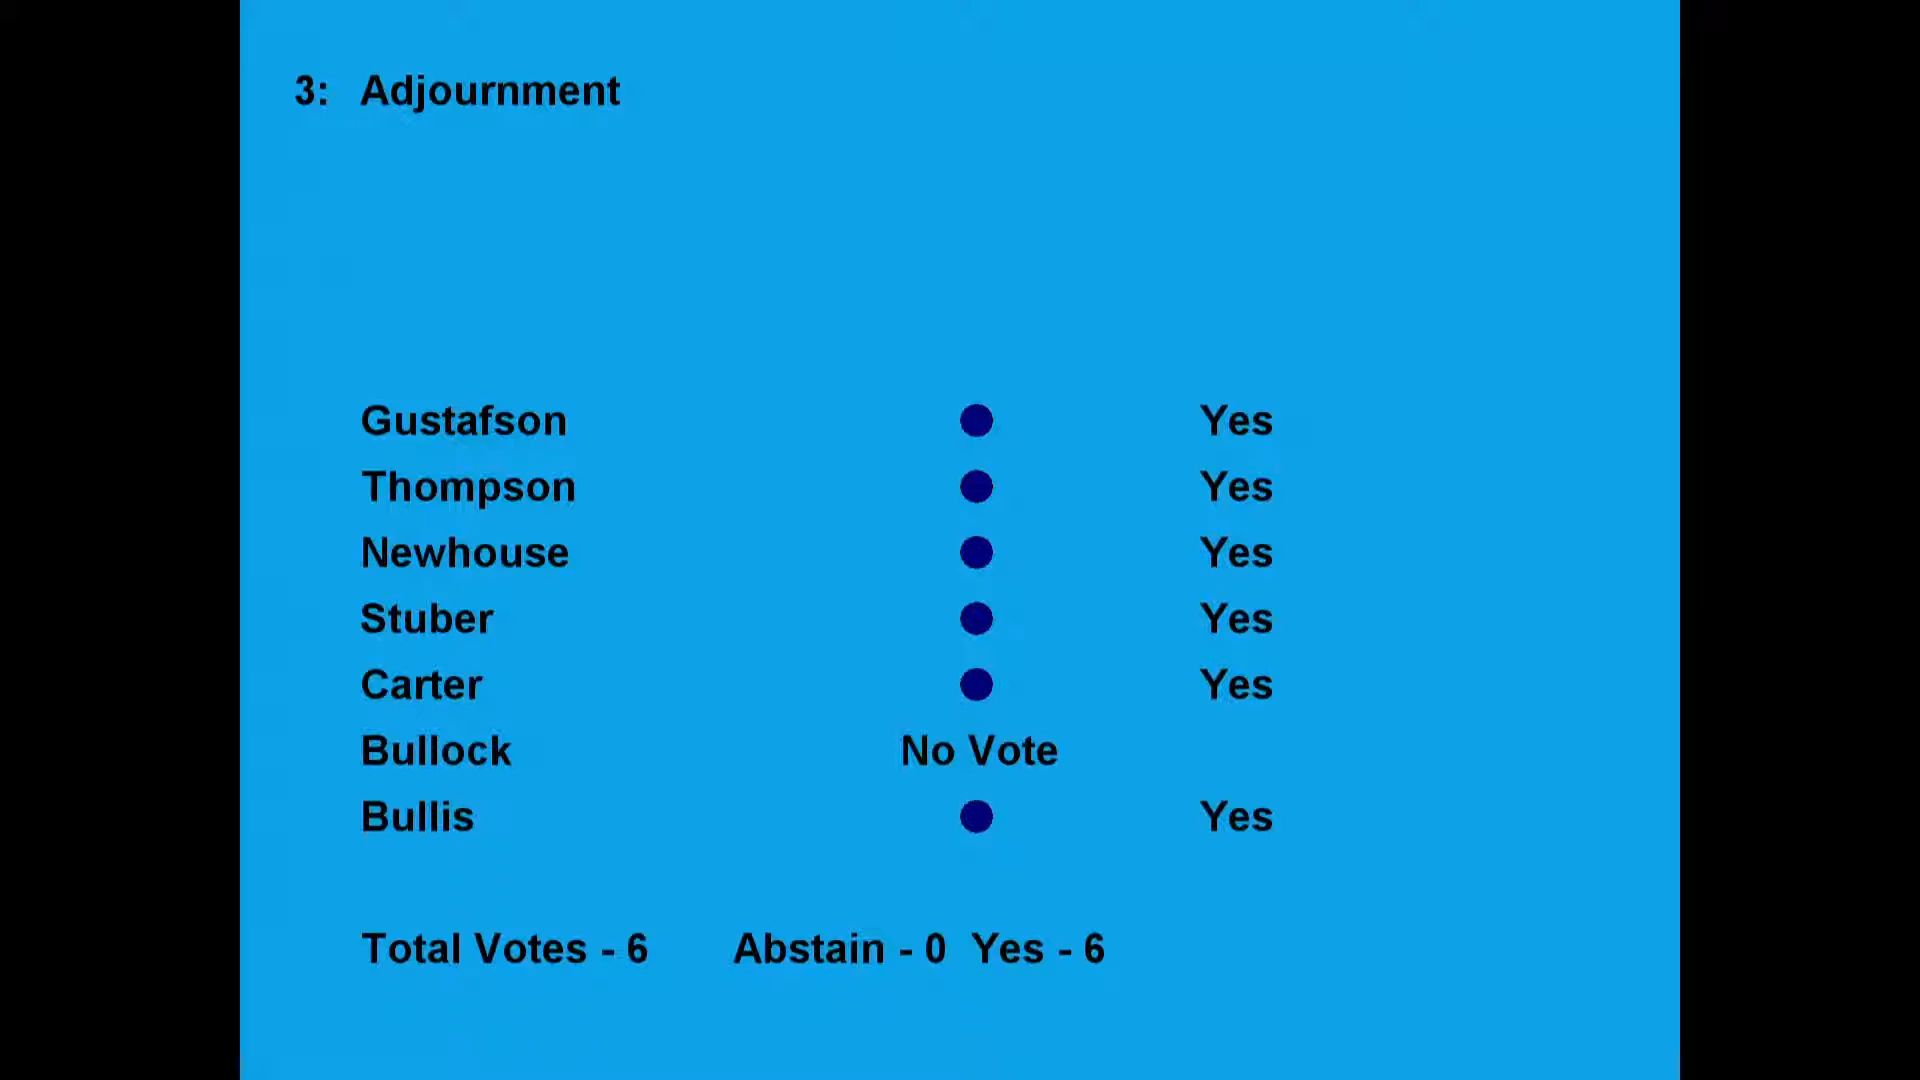 3: Adjournment
Gustafson Yes
Thompson Yes
Newhouse Yes
Stuber Yes
Carter Yes
Bullock No Vote
Bullis Yes
Total Votes - 6 Abstain - 0 Yes - 6